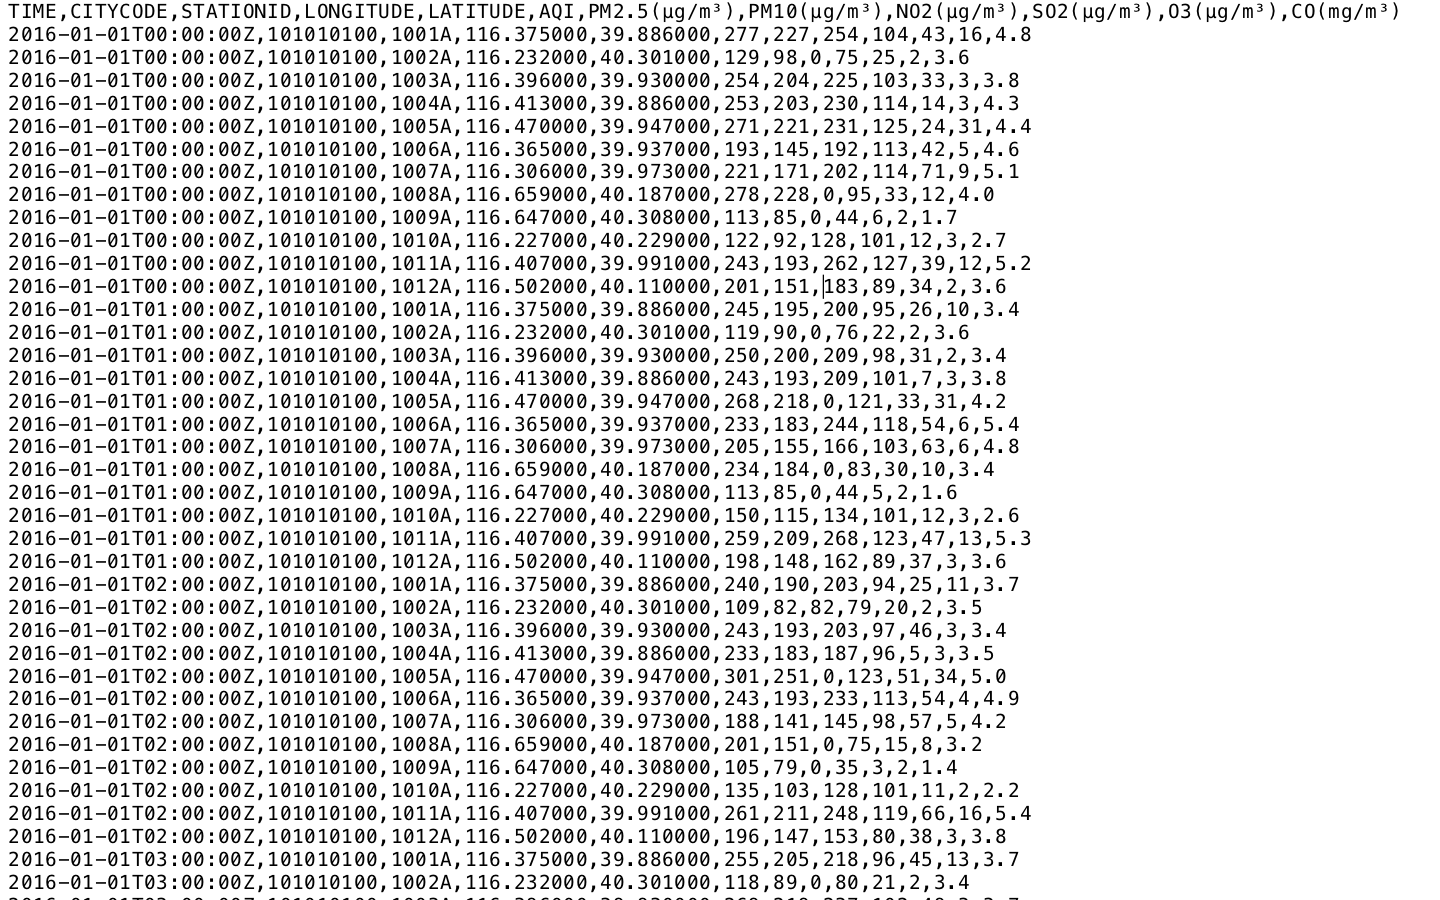 TIME,CITYCODE,STATIONID,LONGITUDE,LATITUDE,AQI,PM2.5(μg/m³),PM10(μg/m³),NO2(μg/m³),SO2(μg/m³),O3(μg/m³),CO(mg/m³)
2016-01-01T00:00:00Z,101010100,1001A,116.375000,39.886000,277,227,254,104,43,16,4.8
2016-01-01T00:00:00Z,101010100,1002A,116.232000,40.301000,129,98,0,75,25,2,3.6
2016-01-01T00:00:00Z,101010100,1003A,116.396000,39.930000,254,204,225,103,33,3,3.8
2016-01-01T00:00:00Z,101010100,1004A,116.413000,39.886000,253,203,230,114,14,3,4.3
2016-01-01T00:00:00Z,101010100,1005A,116.470000,39.947000,271,221,231,125,24,31,4.4
2016-01-01T00:00:00Z,101010100,1006A,116.365000,39.937000,193,145,192,113,42,5,4.6
2016-01-01T00:00:00Z,101010100,1007A,116.306000,39.973000,221,171,202,114,71,9,5.1
2016-01-01T00:00:00Z,101010100,1008A,116.659000,40.187000,278,228,0,95,33,12,4.0
2016-01-01T00:00:00Z,101010100,1009A,116.647000,40.308000,113,85,0,44,6,2,1.7
2016-01-01T00:00:00Z,101010100,1010A,116.227000,40.229000,122,92,128,101,12,3,2.7
2016-01-01T00:00:00Z,101010100,1011A,116.407000,39.991000,243,193,262,127,39,12,5.2
2016-01-01T00:00:00Z,101010100,1012A,116.502000,40.110000,201,151,183,89,34,2,3.6
2016-01-01T01:00:00Z,101010100,1001A,116.375000,39.886000,245,195,200,95,26,10,3.4
2016-01-01T01:00:00Z,101010100,1002A,116.232000,40.301000,119,90,0,76,22,2,3.6
2016-01-01T01:00:00Z,101010100,1003A,116.396000,39.930000,250,200,209,98,31,2,3.4
2016-01-01T01:00:00Z,101010100,1004A,116.413000,39.886000,243,193,209,101,7,3,3.8
2016-01-01T01:00:00Z,101010100,1005A,116.470000,39.947000,268,218,0,121,33,31,4.2
2016-01-01T01:00:00Z,101010100,1006A,116.365000,39.937000,233,183,244,118,54,6,5.4
2016-01-01T01:00:00Z,101010100,1007A,116.306000,39.973000,205,155,166,103,63,6,4.8
2016-01-01T01:00:00Z,101010100,1008A,116.659000,40.187000,234,184,0,83,30,10,3.4
2016-01-01T01:00:00Z,101010100,1009A,116.647000,40.308000,113,85,0,44,5,2,1.6
2016-01-01T01:00:00Z,101010100,1010A,116.227000,40.229000,150,115,134,101,12,3,2.6
2016-01-01T01:00:00Z,101010100,1011A,116.407000,39.991000,259,209,268,123,47,13,5.3
2016-01-01T01:00:00Z,101010100,1012A,116.502000,40.110000,198,148,162,89,37,3,3.6
2016-01-01T02:00:00Z,101010100,1001A,116.375000,39.886000,240,190,203,94,25,11,3.7
2016-01-01T02:00:00Z,101010100,1002A,116.232000,40.301000,109,82,82,79,20,2,3.5
2016-01-01T02:00:00Z,101010100,1003A,116.396000,39.930000,243,193,203,97,46,3,3.4
2016-01-01T02:00:00Z,101010100,1004A,116.413000,39.886000,233,183,187,96,5,3,3.5
2016-01-01T02:00:00Z,101010100,1005A,116.470000,39.947000,301,251,0,123,51,34,5.0
2016-01-01T02:00:00Z,101010100,1006A,116.365000,39.937000,243,193,233,113,54,4,4.9
2016-01-01T02:00:00Z,101010100,1007A,116.306000,39.973000,188,141,145,98,57,5,4.2
2016-01-01T02:00:00Z,101010100,1008A,116.659000,40.187000,201,151,0,75,15,8,3.2
2016-01-01T02:00:00Z,101010100,1009A,116.647000,40.308000,105,79,0,35,3,2,1.4
2016-01-01T02:00:00Z,101010100,1010A,116.227000,40.229000,135,103,128,101,11,2,2.2
2016-01-01T02:00:00Z,101010100,1011A,116.407000,39.991000,261,211,248,119,66,16,5.4
2016-01-01T02:00:00Z,101010100,1012A,116.502000,40.110000,196,147,153,80,38,3,3.8
2016-01-01T03:00:00Z,101010100,1001A,116.375000,39.886000,255,205,218,96,45,13,3.7
2016-01-01T03:00:00Z,101010100,1002A,116.232000,40.301000,118,89,0,80,21,2,3.4